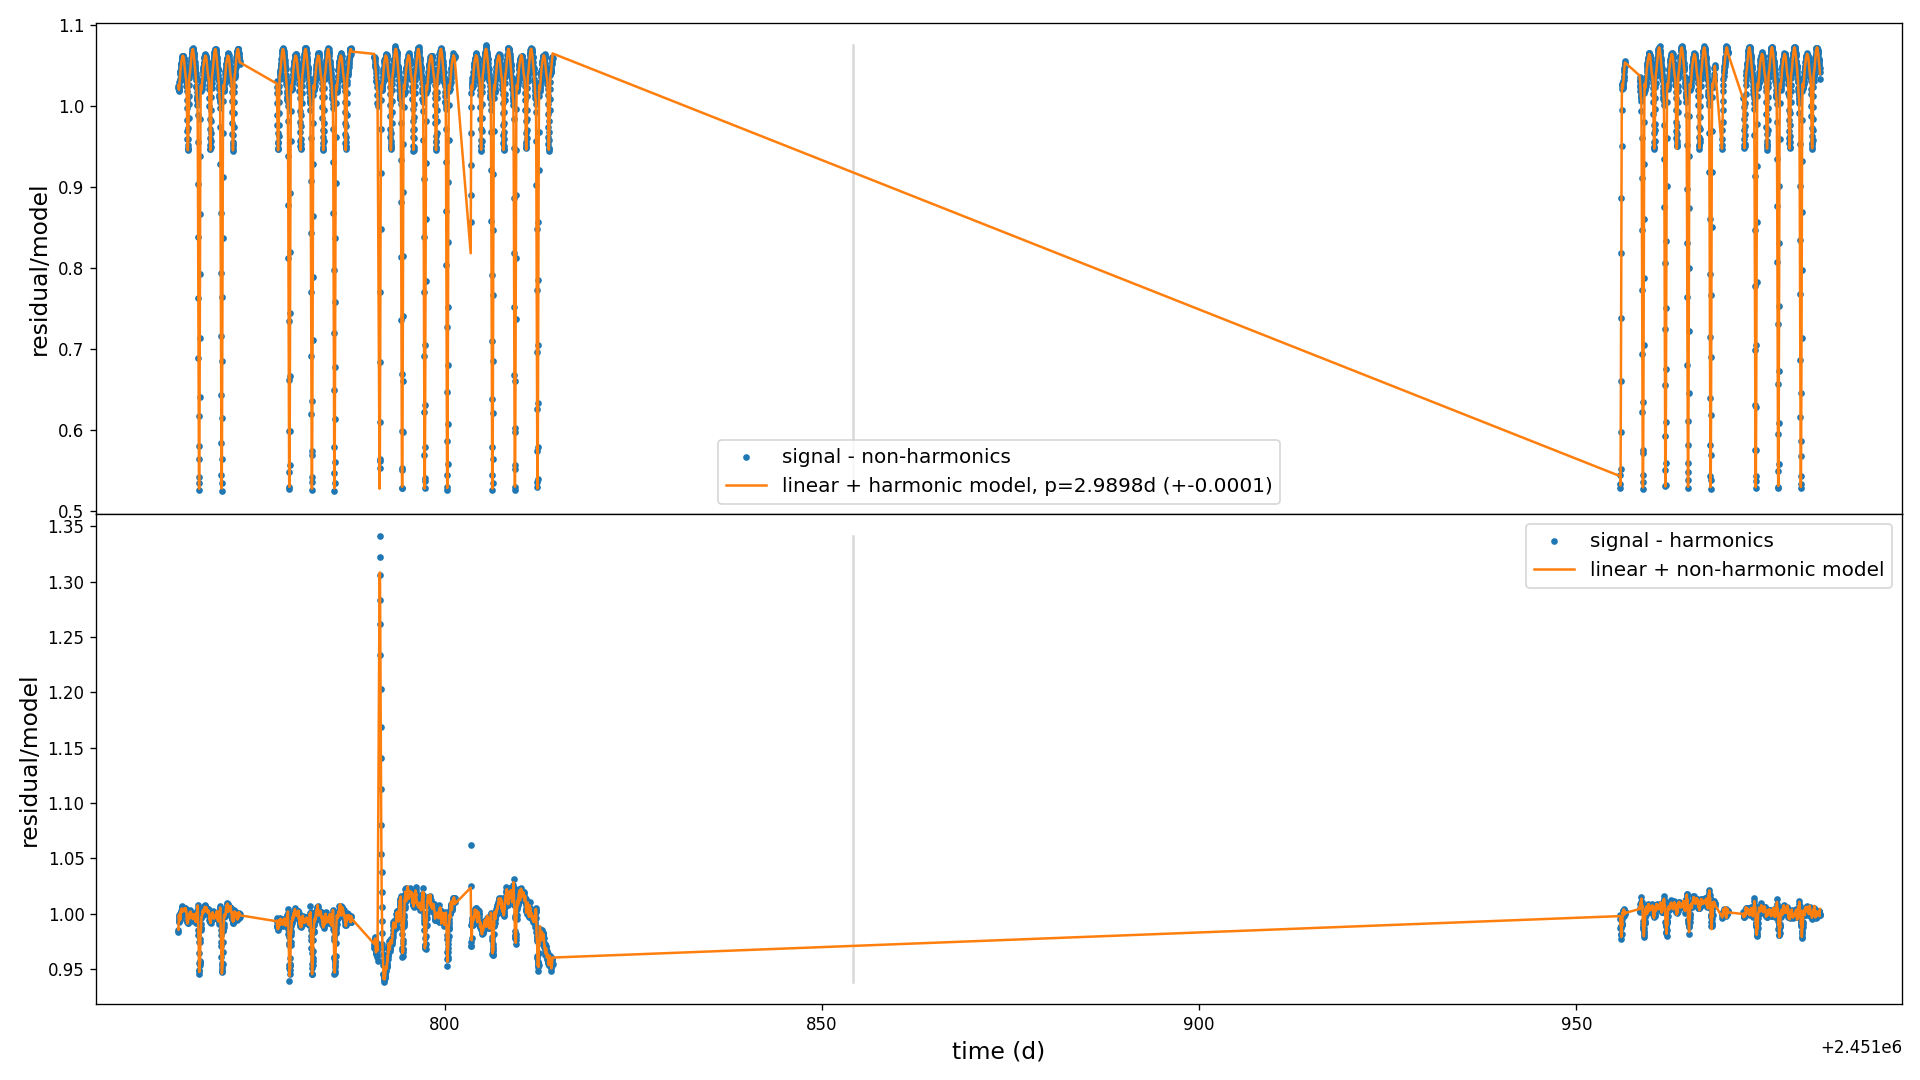 1.1
1.0
0.9
0.8
0.7
0.6
0.5
residual/model
signal - non-harmonics
linear + harmonic model, p=2.9898d (+-0.0001)
1.35
1.30
1.25
1.20
1.15
1.10
1.05
1.00
0.95
residual/model
signal - harmonics
linear + non-harmonic model
800
850
900
950
time (d)
+2.451e6